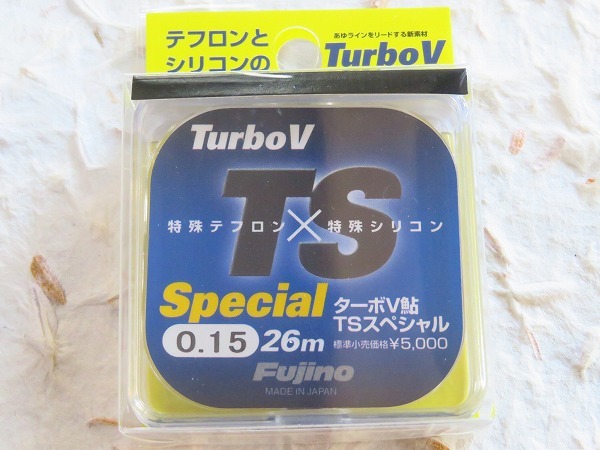 テフロンと
シリコンの
あゆラインをリードする新素材
TurboV
TurboV
TS
特殊テフロン×特殊シリコン
Special
ターボV鮎
TSスペシャル
0.15 26m
標準小売価格¥5,000
Fujino
MADE IN JAPAN